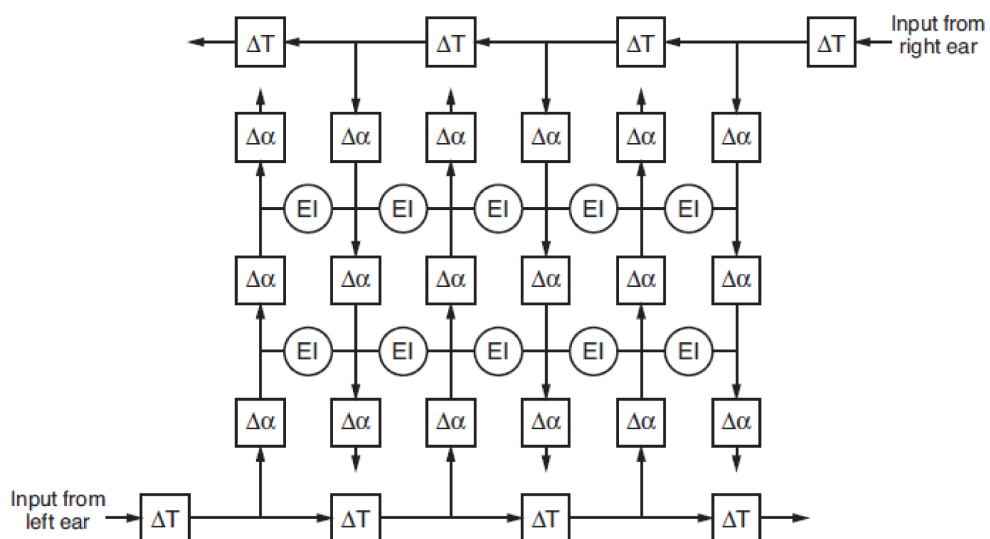 ΔT ΔT ΔT ΔT Input from
right ear
Δα Δα Δα Δα Δα Δα
EI EI EI EI EI
Δα Δα Δα Δα Δα Δα
EI EI EI EI EI
Δα Δα Δα Δα Δα Δα
Input from
left ear
ΔT ΔT ΔT ΔT